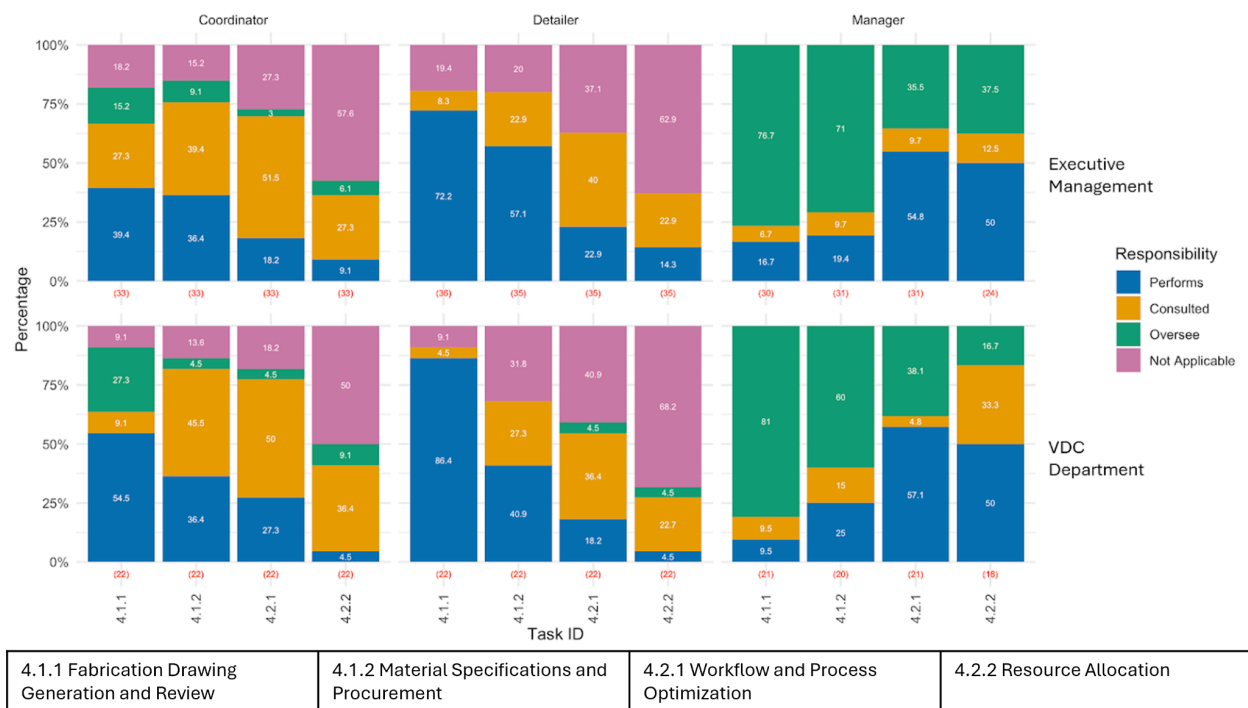 Coordinator Detailer Manager
100% 18.2 15.2 27.3 57.6 19.4 20 37.1 62.9 76.7 71 35.5 37.5
75% 15.2 9.1 3 6.1 8.3 22.9 40 22.9 6.7 9.7 9.7 12.5
50% 27.3 39.4 51.5 27.3 72.2 57.1 22.9 14.3 16.7 19.4 54.8 50
25% 39.4 36.4 18.2 9.1
0%
(33) (33) (33) (33) (36) (35) (35) (35) (30) (31) (31) (24)
Executive
Management
100% 9.1 13.6 18.2 50 9.1 31.8 40.9 68.2 81 60 38.1 16.7
75% 27.3 4.5 4.5 9.1 4.5 27.3 4.5 4.5 9.5 15 4.8 33.3
50% 9.1 45.5 50 36.4 86.4 40.9 36.4 22.7 9.5 25 57.1 50
25% 54.5 36.4 27.3 4.5 18.2 4.5
0%
(22) (22) (22) (22) (22) (22) (22) (22) (21) (20) (21) (18)
VDC
Department
4.1.1 4.1.2 4.2.1 4.2.2 4.1.1 4.1.2 4.2.1 4.2.2 4.1.1 4.1.2 4.2.1 4.2.2
Percentage
Task ID
Responsibility
Performs
Consulted
Oversee
Not Applicable
4.1.1 Fabrication Drawing
Generation and Review
4.1.2 Material Specifications and
Procurement
4.2.1 Workflow and Process
Optimization
4.2.2 Resource Allocation